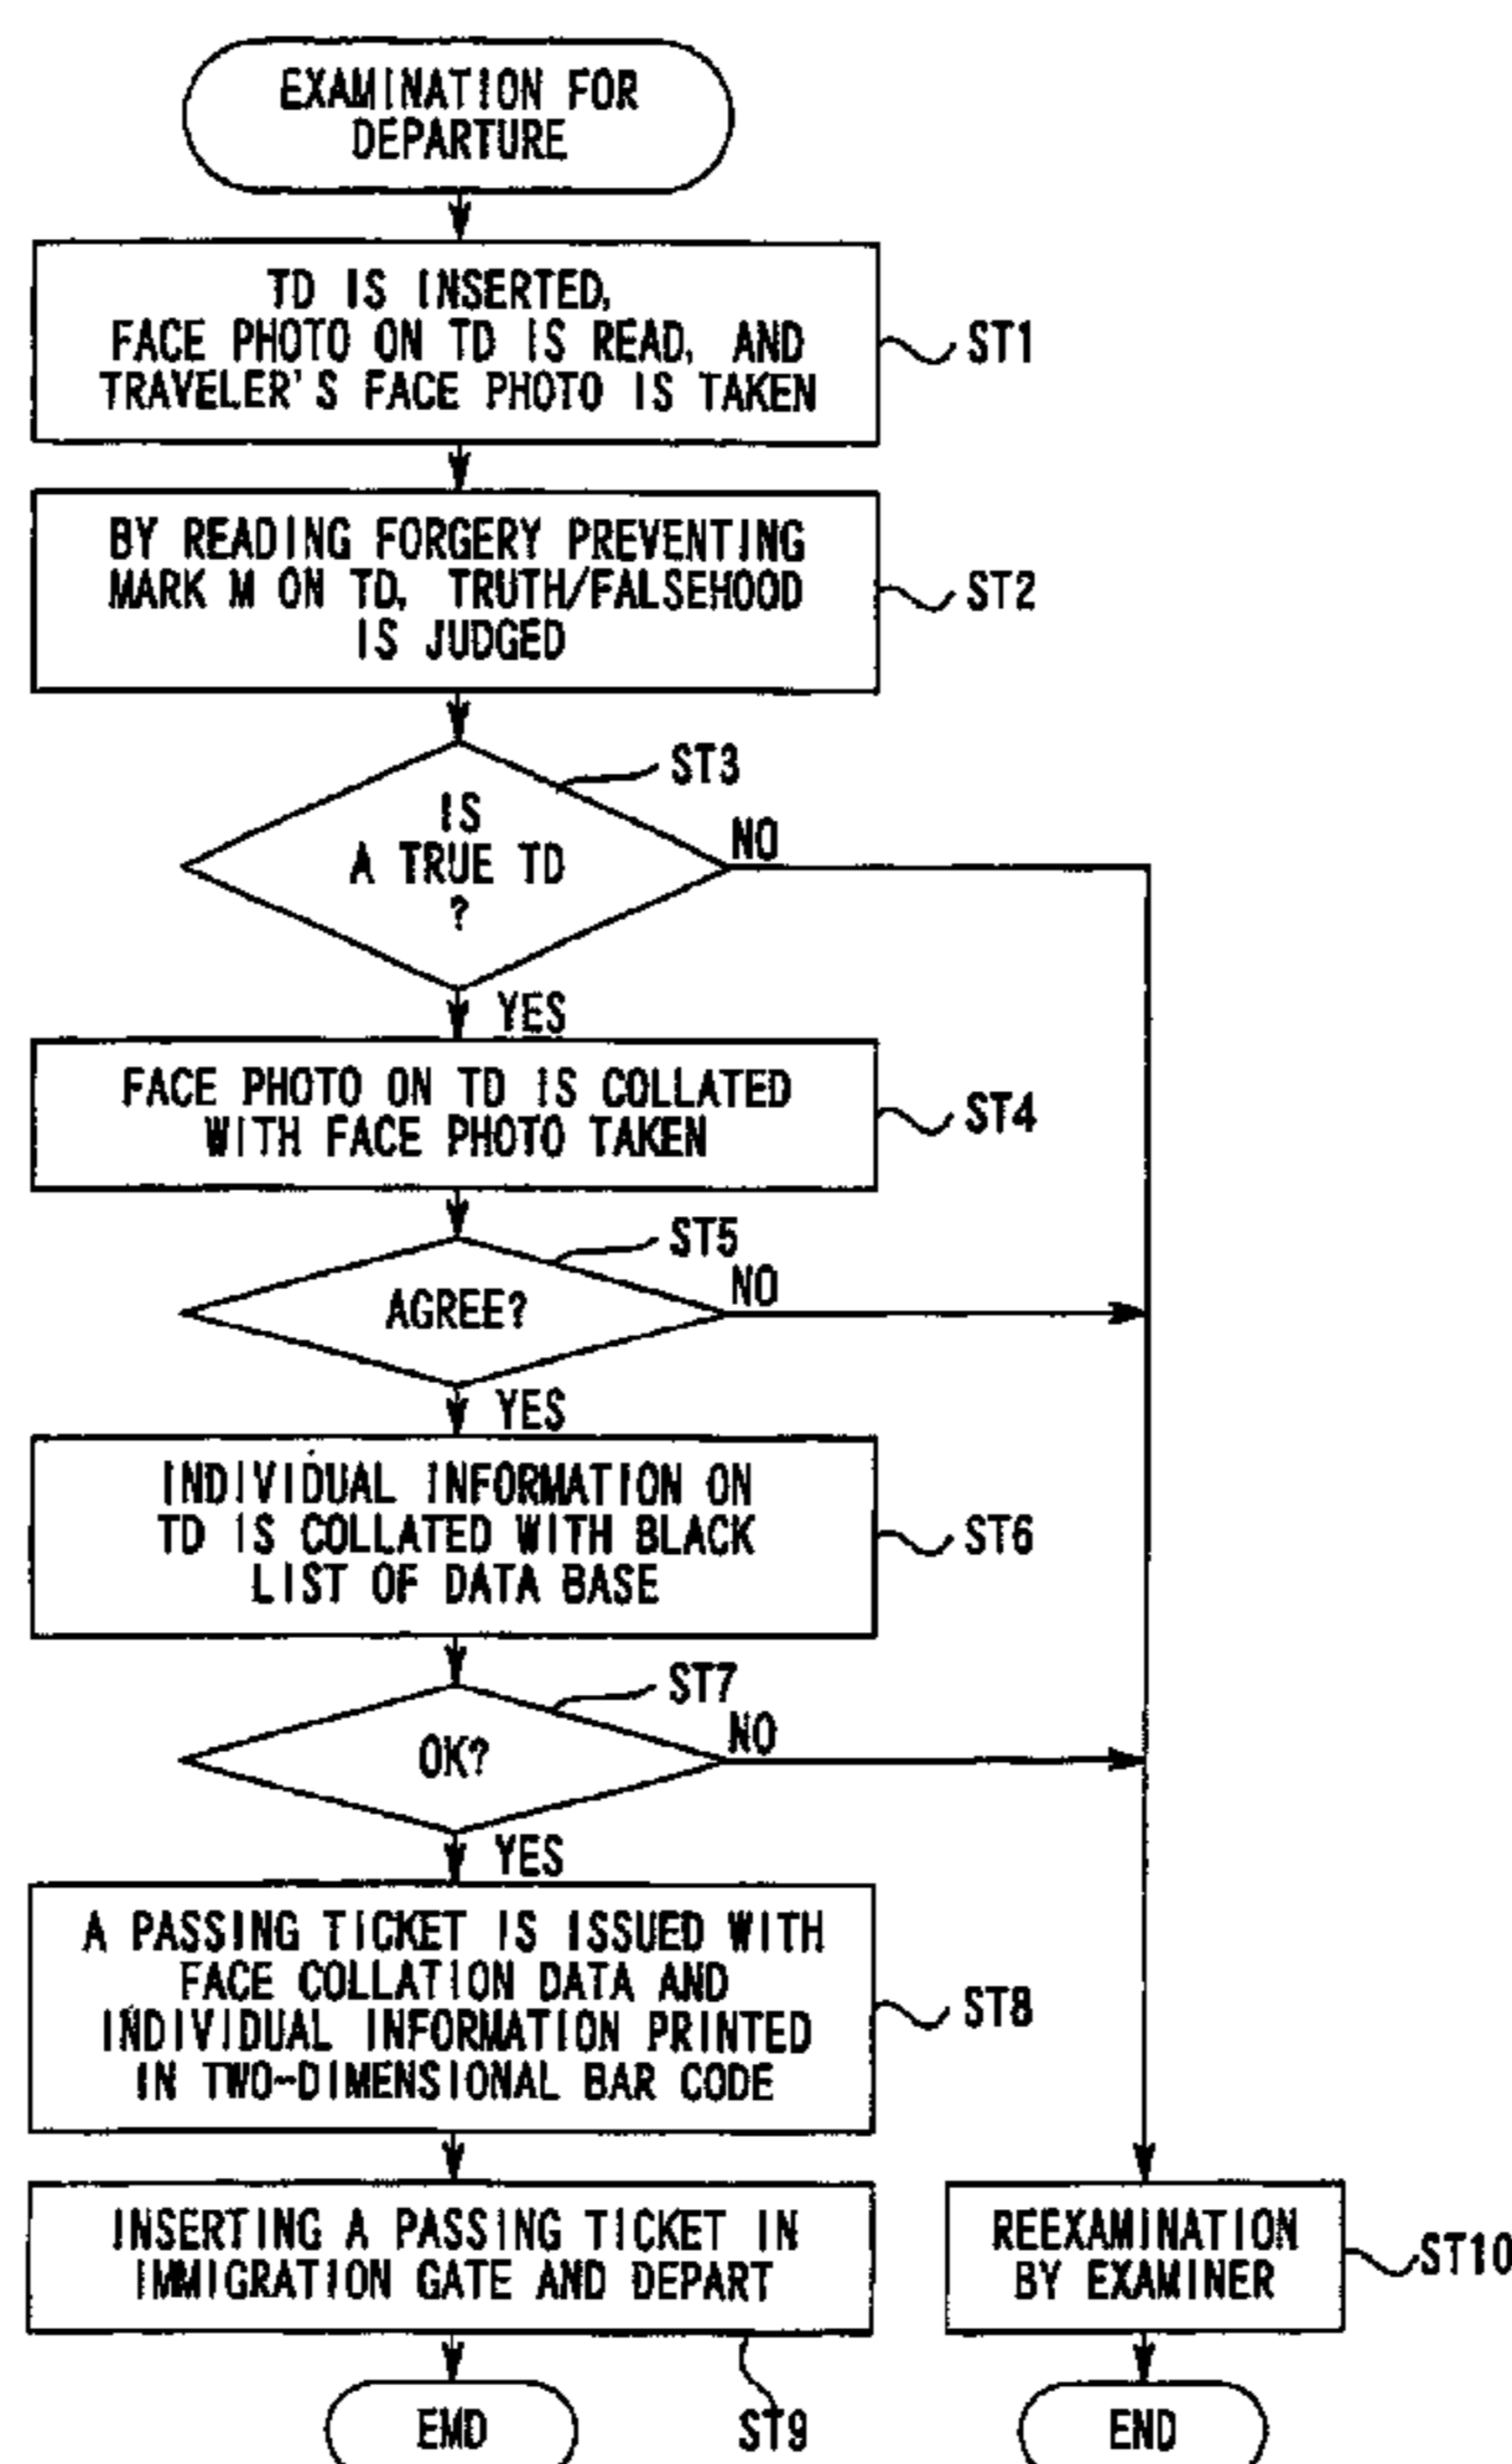 EXAMINATION FOR
DEPARTURE
TD IS INSERTED,
FACE PHOTO ON TD IS READ, AND
TRAVELER'S FACE PHOTO IS TAKEN
ST1
BY READING FORGERY PREVENTING
MARK M ON TD, TRUTH/FALSEHOOD
IS JUDGED
ST2
ST3
IS
A TRUE TD
?
NO
YES
FACE PHOTO ON TD IS COLLATED
WITH FACE PHOTO TAKEN
ST4
ST5
AGREE?
NO
YES
INDIVIDUAL INFORMATION ON
TD IS COLLATED WITH BLACK
LIST OF DATA BASE
ST6
ST7
OK?
NO
YES
A PASSING TICKET IS ISSUED WITH
FACE COLLATION DATA AND
INDIVIDUAL INFORMATION PRINTED
IN TWO-DIMENSIONAL BAR CODE
ST8
INSERTING A PASSING TICKET IN
IMMIGRATION GATE AND DEPART
ST9
REEXAMINATION
BY EXAMINER
ST10
END
END